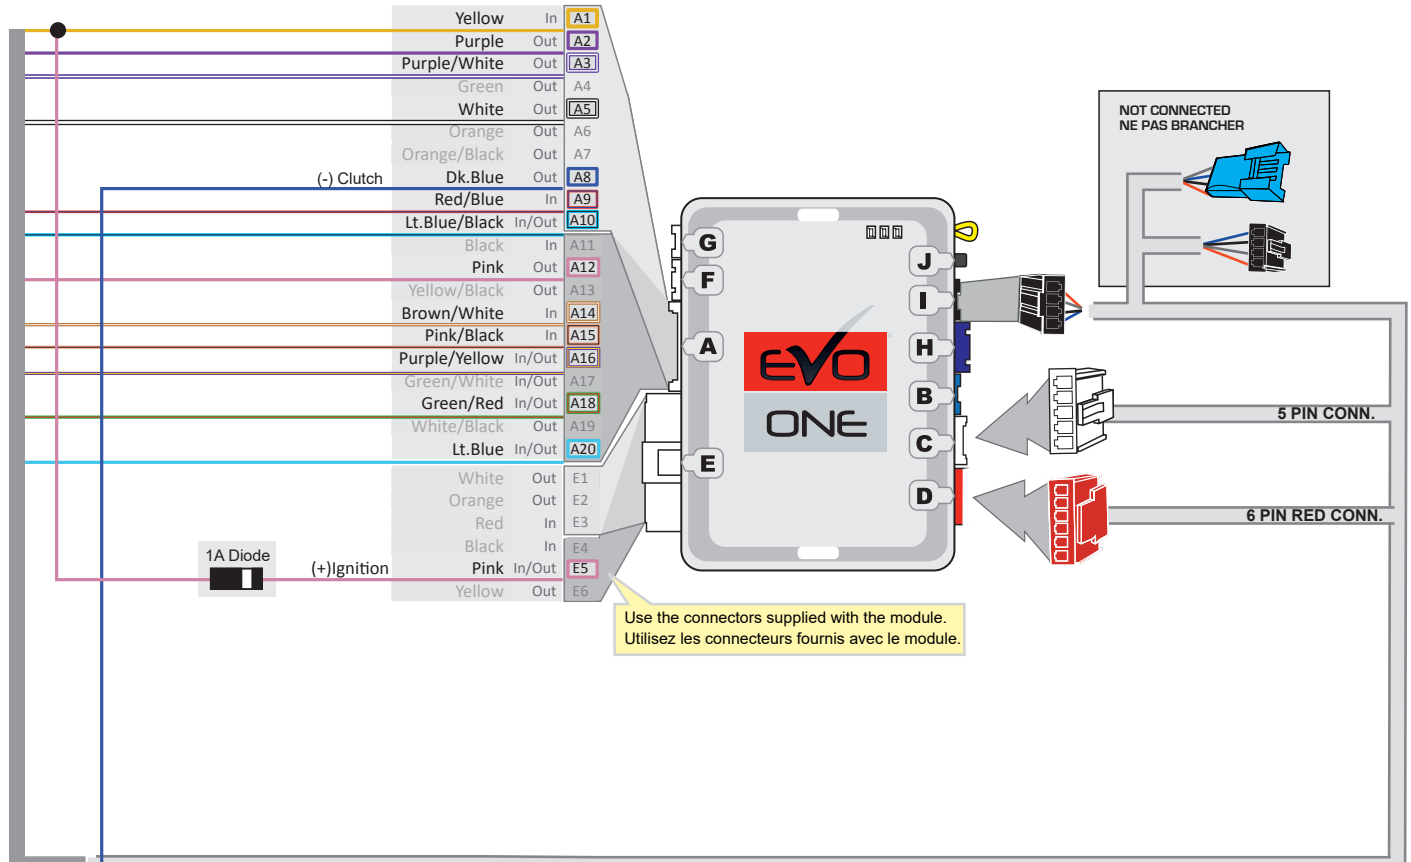 Yellow In A1
Purple Out A2
Purple/White Out A3
Green Out A4
White Out A5
Orange Out A6
Orange/Black Out A7
(-) Clutch Dk.Blue Out A8
Red/Blue In A9
Lt.Blue/Black In/Out A10
Black In A11
Pink Out A12
Yellow/Black Out A13
Brown/White In A14
Pink/Black In A15
Purple/Yellow In/Out A16
Green/White In/Out A17
Green/Red In/Out A18
White/Black Out A19
Lt.Blue In/Out A20
White Out E1
Orange Out E2
Red In E3
Black In E4
1A Diode
(+)Ignition Pink In/Out E5
Yellow Out E6
Use the connectors supplied with the module.
Utilisez les connecteurs fournis avec le module.
G
F
A
E
EVO
ONE
J
I
H
B
C
D
NOT CONNECTED
NE PAS BRANCHER
5 PIN CONN.
6 PIN RED CONN.